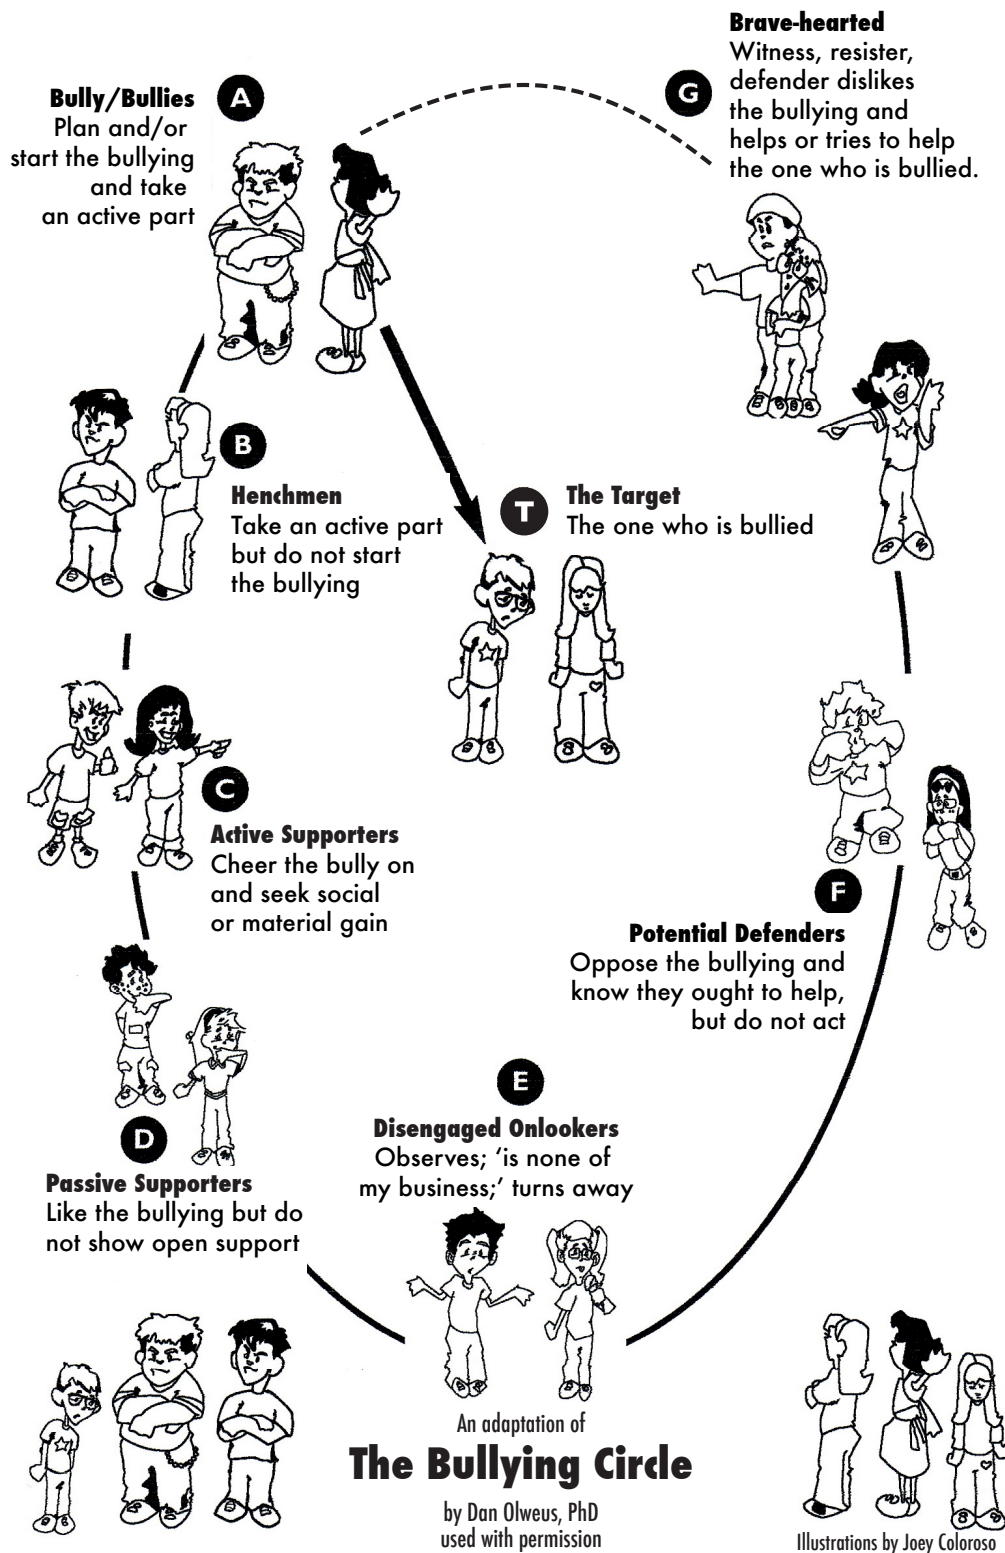 A
Bully/Bullies
Plan and/or
start the bullying
and take
an active part
G
Brave-hearted
Witness, resister,
defender dislikes
the bullying and
helps or tries to help
the one who is bullied.
B
Henchmen
Take an active part
but do not start
the bullying
T
The Target
The one who is bullied
C
Active Supporters
Cheer the bully on
and seek social
or material gain
F
Potential Defenders
Oppose the bullying and
know they ought to help,
but do not act
D
Passive Supporters
Like the bullying but do
not show open support
E
Disengaged Onlookers
Observes; ‘is none of
my business;’ turns away
An adaptation of
The Bullying Circle
by Dan Olweus, PhD
used with permission
Illustrations by Joey Coloroso